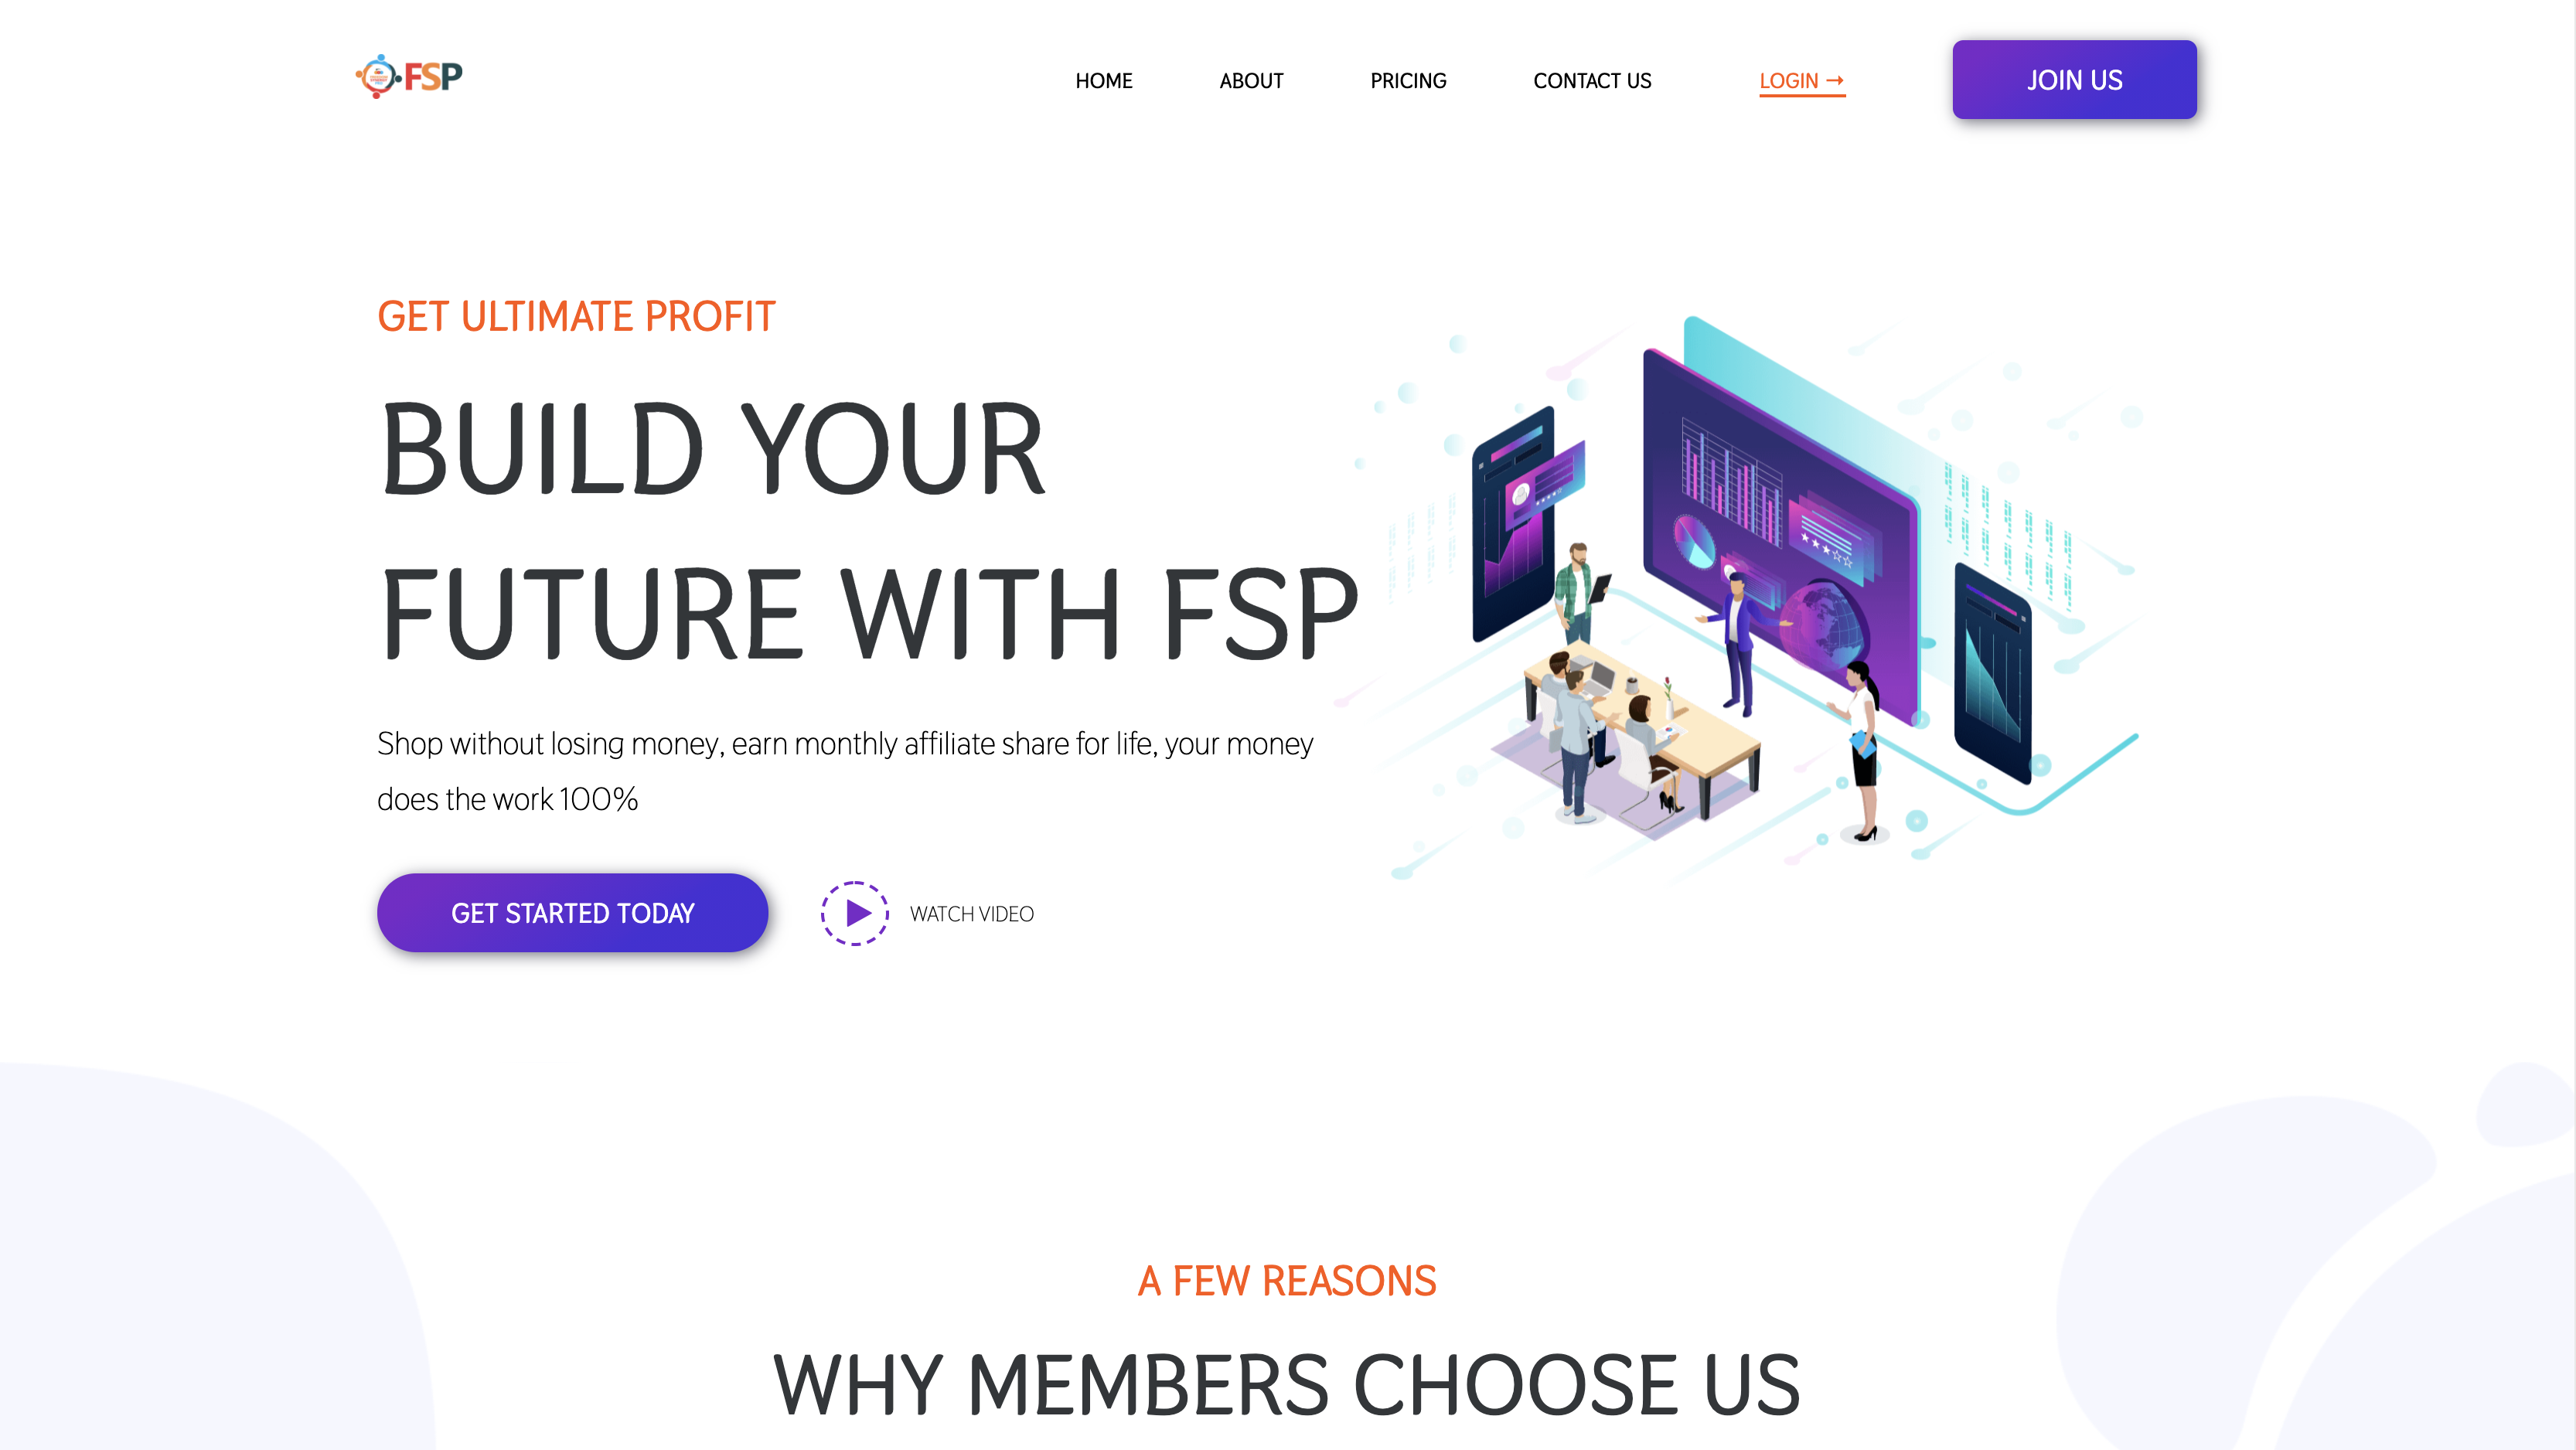 FSP
HOME
ABOUT
PRICING
CONTACT US
LOGIN →
JOIN US
GET ULTIMATE PROFIT
BUILD YOUR
FUTURE WITH FSP
Shop without losing money, earn monthly affiliate share for life, your money
does the work 100%
GET STARTED TODAY
WATCH VIDEO
A FEW REASONS
WHY MEMBERS CHOOSE US